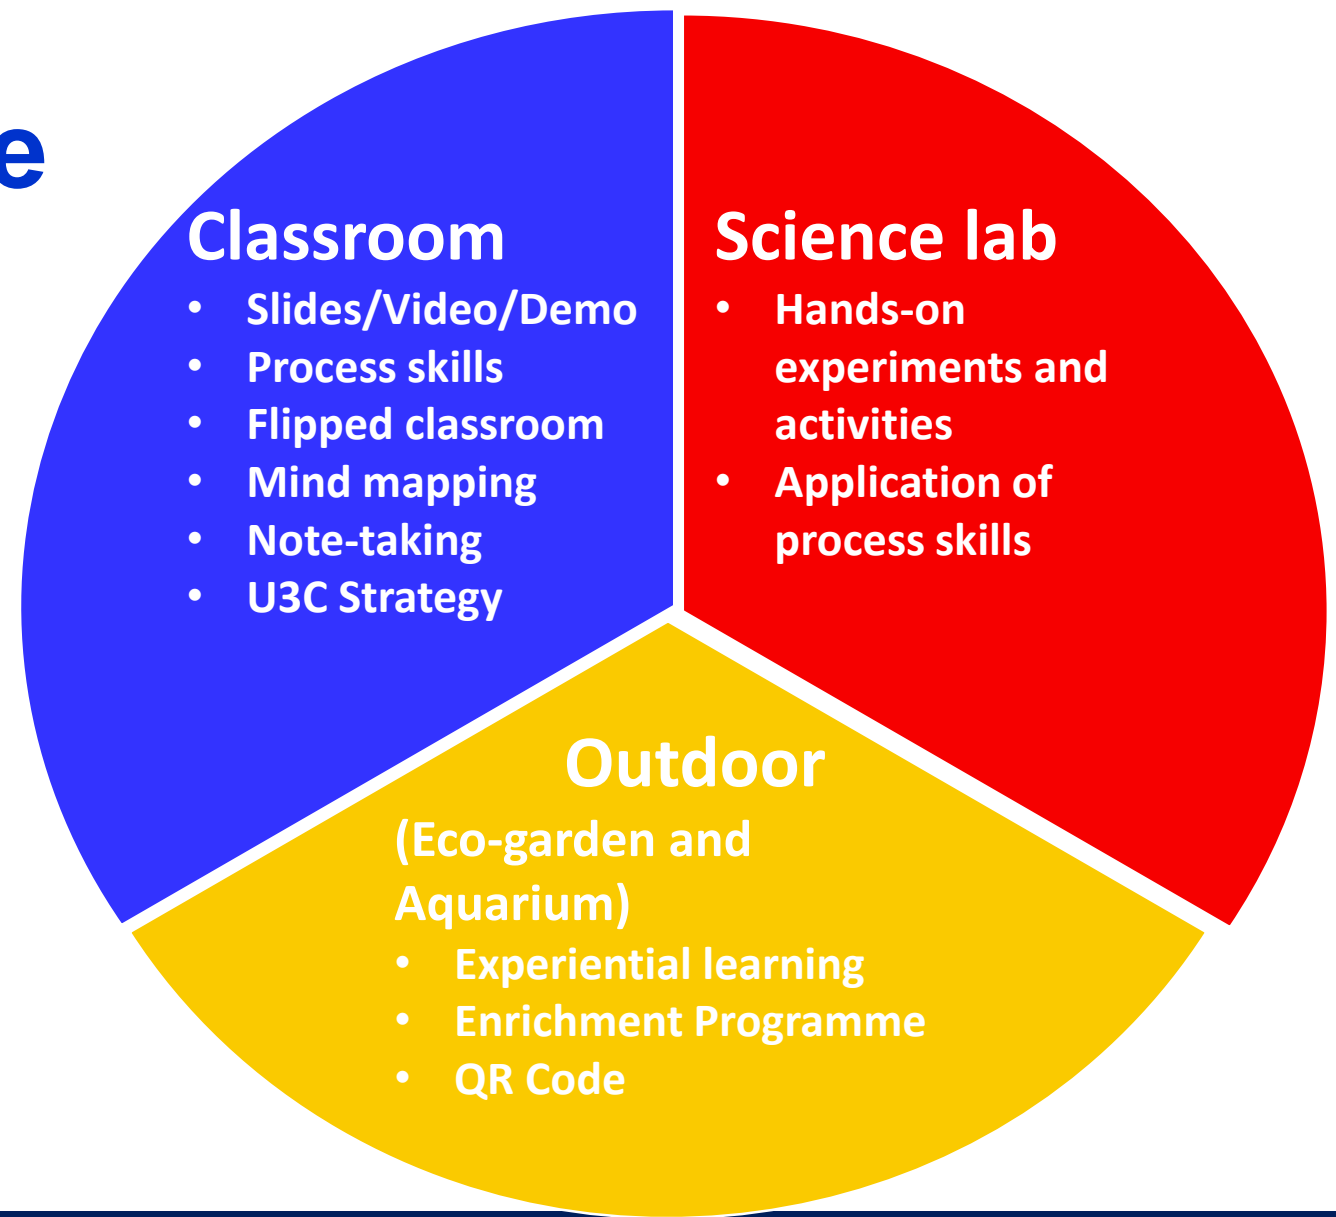 e
Classroom
• Slides/Video/Demo
• Process skills
• Flipped classroom
• Mind mapping
• Note-taking
• U3C Strategy
Science lab
• Hands-on
experiments and
activities
• Application of
process skills
Outdoor
(Eco-garden and
Aquarium)
• Experiential learning
• Enrichment Programme
• QR Code